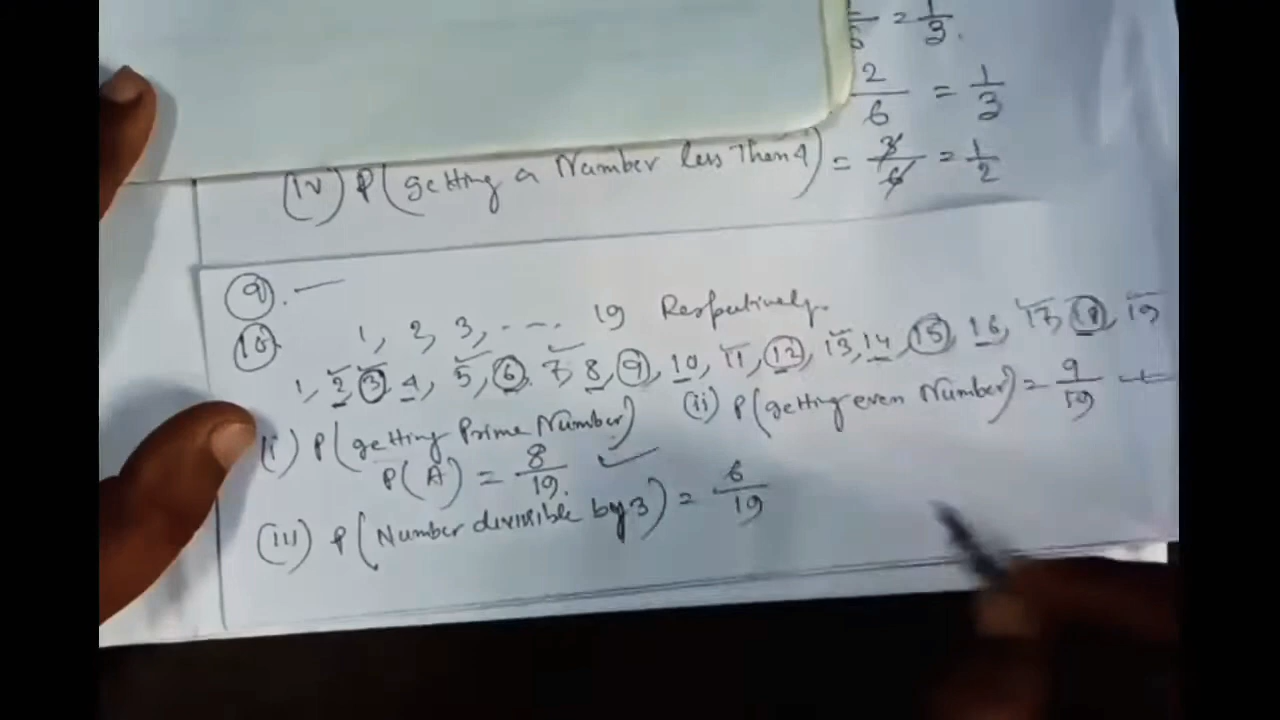 6 = 1/3.
2/6 = 1/3
(iv) P(getting a Number less Then 4) = 3/6 = 1/2
9. —
10. 1, 2, 3, ---- 19 Respectively.
1, 2, 3, 4, 5, 6, 7, 8, 9, 10, 11, 12, 13, 14, 15, 16, 17, 18, 19
(i) P(getting Prime Number) (ii) P(getting even Number) = 9/19
P(A) = 8/19.
(iii) P(Number divisible by 3) = 6/19